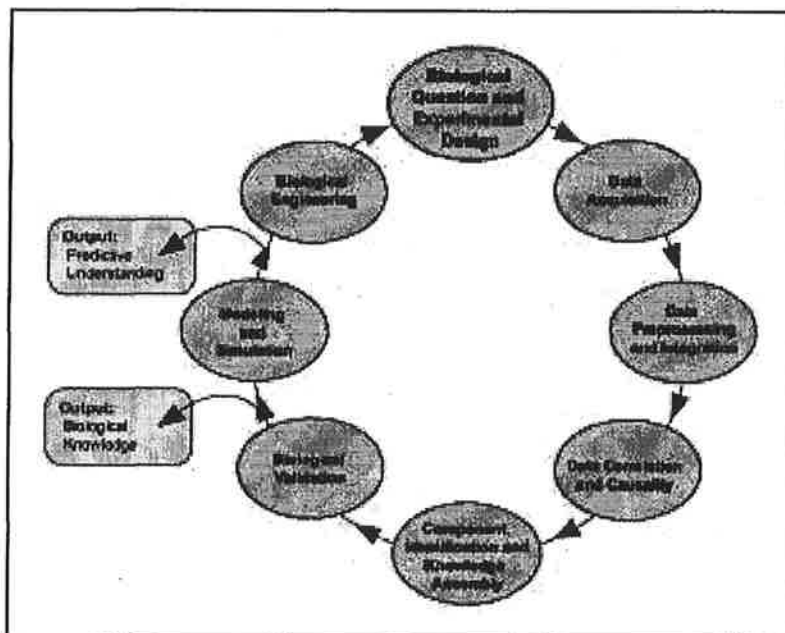 Biological
Question and
Experimental
Design
Data
Acquisition
Data
Preprocessing
and Integration
Data Correlation
and Causality
Component
Identification and
Knowledge
Assembly
Biological
Validation
Output:
Biological
Knowledge
Modeling
and
Simulation
Output:
Predictive
Understanding
Biological
Engineering